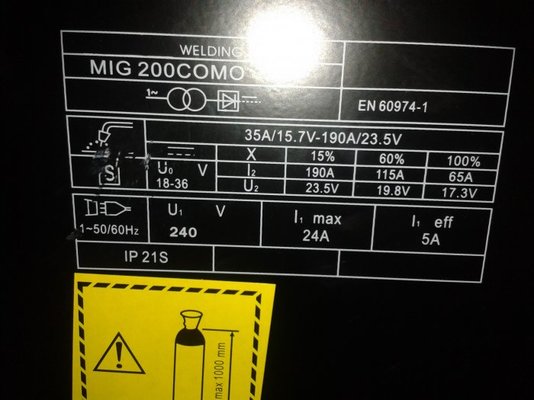 WELDING
MIG 200COMO
1~
EN 60974-1
35A/15.7V-190A/23.5V
X 15% 60% 100%
S U₀ V I₂ 190A 115A 65A
18-36 U₂ 23.5V 19.8V 17.3V
U₁ V I₁ max I₁ eff
1~50/60Hz 240 24A 5A
IP 21S
max 1000 mm